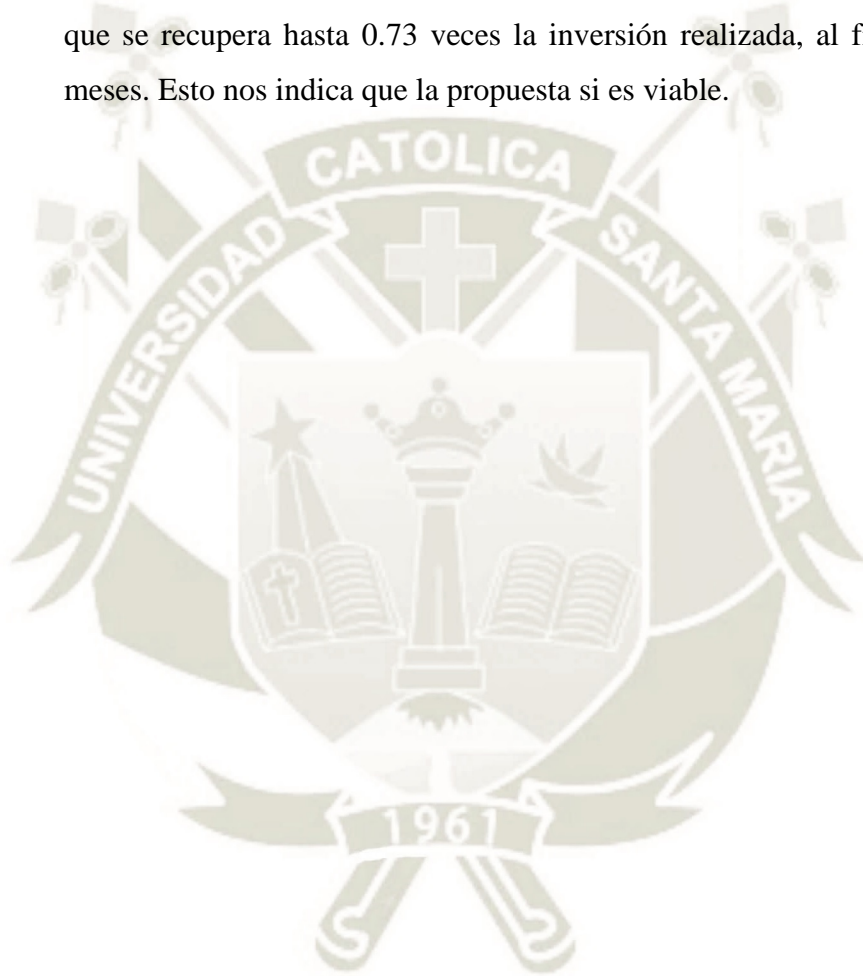 que se recupera hasta 0.73 veces la inversión realizada, al f
meses. Esto nos indica que la propuesta si es viable.
CATOLICA
UNIVERSIDAD
SANTA MARIA
1961